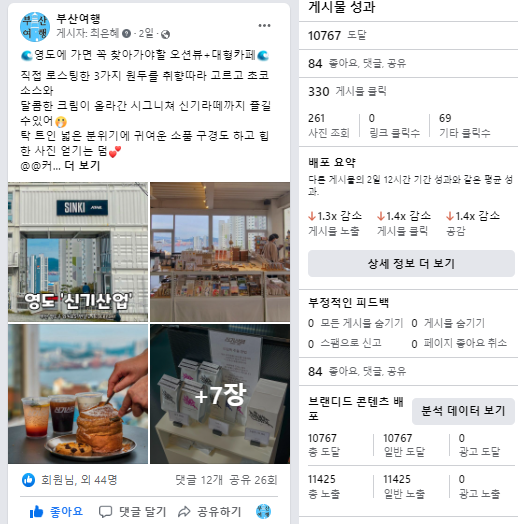 부산여행
부산여행
게시자: 최은혜 · 2일 ·
🌊영도에 가면 꼭 찾아가야할 오션뷰+대형카페🌊
직접 로스팅한 3가지 원두를 취향따라 고르고 초코
소스와
달콤한 크림이 올라간 시그니쳐 신기라떼까지 즐길
수있어🤭
탁 트인 넓은 분위기에 귀여운 소품 구경도 하고 힙
한 사진 얻기는 덤💕
@@커... 더 보기
SINKI
영도 '신기산업'
+7장
회원님, 외 44명
댓글 12개 공유 26회
좋아요
댓글 달기
공유하기
게시물 성과
10767 도달
84 좋아요, 댓글, 공유
330 게시물 클릭
261
사진 조회
0
링크 클릭수
69
기타 클릭수
배포 요약
다른 게시물의 2일 12시간 기간 성과와 같은 평균 성
과.
↓1.3x 감소
게시물 노출
↓1.4x 감소
게시물 클릭
↓1.4x 감소
공감
상세 정보 더 보기
부정적인 피드백
0 모든 게시물 숨기기
0 게시물 숨기기
0 스팸으로 신고
0 페이지 좋아요 취소
84 좋아요, 댓글, 공유
브랜디드 콘텐츠 배
포
분석 데이터 보기
10767
총 도달
10767
일반 도달
0
광고 도달
11425
총 노출
11425
일반 노출
0
광고 노출